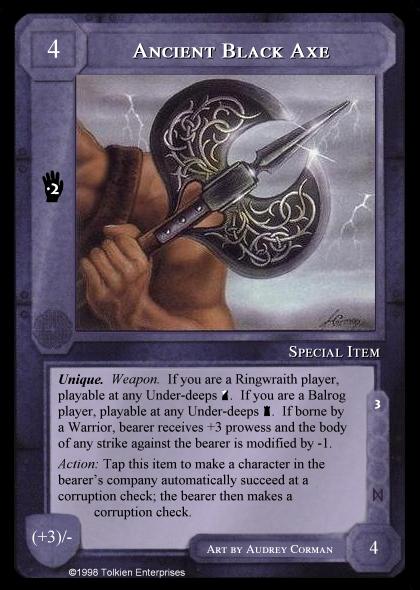 4
ANCIENT BLACK AXE
2
SPECIAL ITEM
Unique. Weapon. If you are a Ringwraith player,
playable at any Under-deeps. If you are a Balrog
player, playable at any Under-deeps. If borne by
a Warrior, bearer receives +3 prowess and the body
of any strike against the bearer is modified by -1.
Action: Tap this item to make a character in the
bearer's company automatically succeed at a
corruption check; the bearer then makes a
corruption check.
3
(+3)/-
ART BY AUDREY CORMAN
4
©1998 Tolkien Enterprises